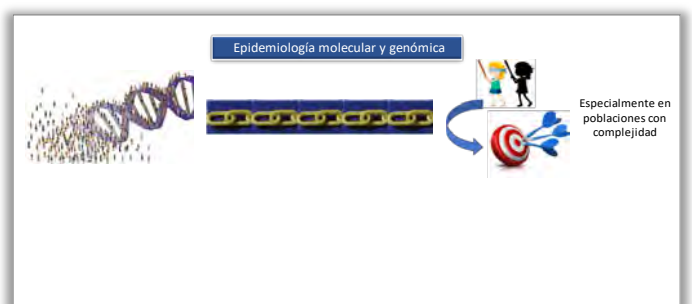 Epidemiología molecular y genómica
Especialmente en
poblaciones con
complejidad